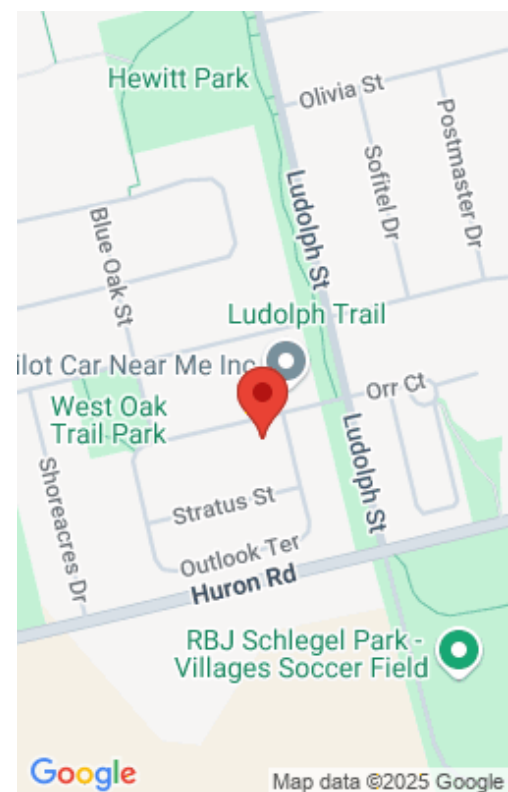 Hewitt Park
Olivia St
Postmaster Dr
Sofitel Dr
Ludolph St
Blue Oak St
Ludolph Trail
ilot Car Near Me Inc
Orr Ct
West Oak
Trail Park
Ludolph St
Shoreacres Dr
Stratus St
Outlook Ter
Huron Rd
RBJ Schlegel Park -
Villages Soccer Field
Google
Map data ©2025 Google